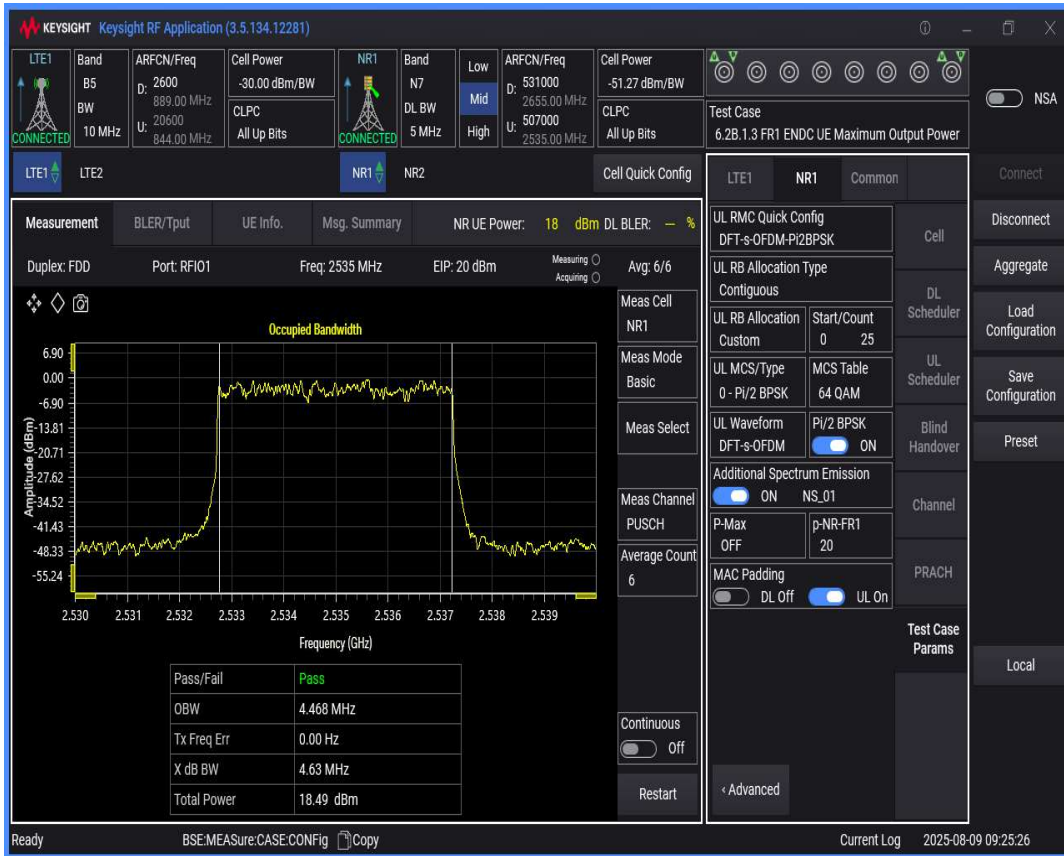 KEYSIGHT Keysight RF Application (3.5.134.12281)
LTE1 Band ARFCN/Freq Cell Power NR1 Band Low ARFCN/Freq Cell Power
B5 D: 2600 -30.00 dBm/BW N7 D: 531000 -51.27 dBm/BW
889.00 MHz Mid 2655.00 MHz NSA
BW U: 20600 CLPC DL BW U: 507000 CLPC Test Case
CONNECTED 10 MHz 844.00 MHz All Up Bits CONNECTED 5 MHz High 2535.00 MHz All Up Bits 6.2B.1.3 FR1 ENDC UE Maximum Output Power
LTE1 LTE2 NR1 NR2 Cell Quick Config LTE1 NR1 Common Connect
Measurement BLER/Tput UE Info. Msg. Summary NR UE Power: 18 dBm DL BLER: — %
Duplex: FDD Port: RFIO1 Freq: 2535 MHz EIP: 20 dBm Measuring Acquiring Avg: 6/6
Occupied Bandwidth
6.90
0.00
-6.90
-13.81
-20.71
-27.62
-34.52
-41.43
-48.33
-55.24
Amplitude (dBm)
2.530 2.531 2.532 2.533 2.534 2.535 2.536 2.537 2.538 2.539
Frequency (GHz)
Pass/Fail Pass
OBW 4.468 MHz
Tx Freq Err 0.00 Hz
X dB BW 4.63 MHz
Total Power 18.49 dBm
Meas Cell
NR1
Meas Mode
Basic
Meas Select
Meas Channel
PUSCH
Average Count
6
Continuous
Off
Restart
UL RMC Quick Config
DFT-s-OFDM-Pi2BPSK
UL RB Allocation Type
Contiguous
UL RB Allocation Start/Count
Custom 0 25
UL MCS/Type MCS Table
0 - Pi/2 BPSK 64 QAM
UL Waveform Pi/2 BPSK
DFT-s-OFDM ON
Additional Spectrum Emission
ON NS_01
P-Max p-NR-FR1
OFF 20
MAC Padding
DL Off UL On
‹ Advanced
Cell
DL
Scheduler
UL
Scheduler
Blind
Handover
Channel
PRACH
Test Case
Params
Disconnect
Aggregate
Load
Configuration
Save
Configuration
Preset
Local
Ready BSE:MEASure:CASE:CONFig Copy Current Log 2025-08-09 09:25:26